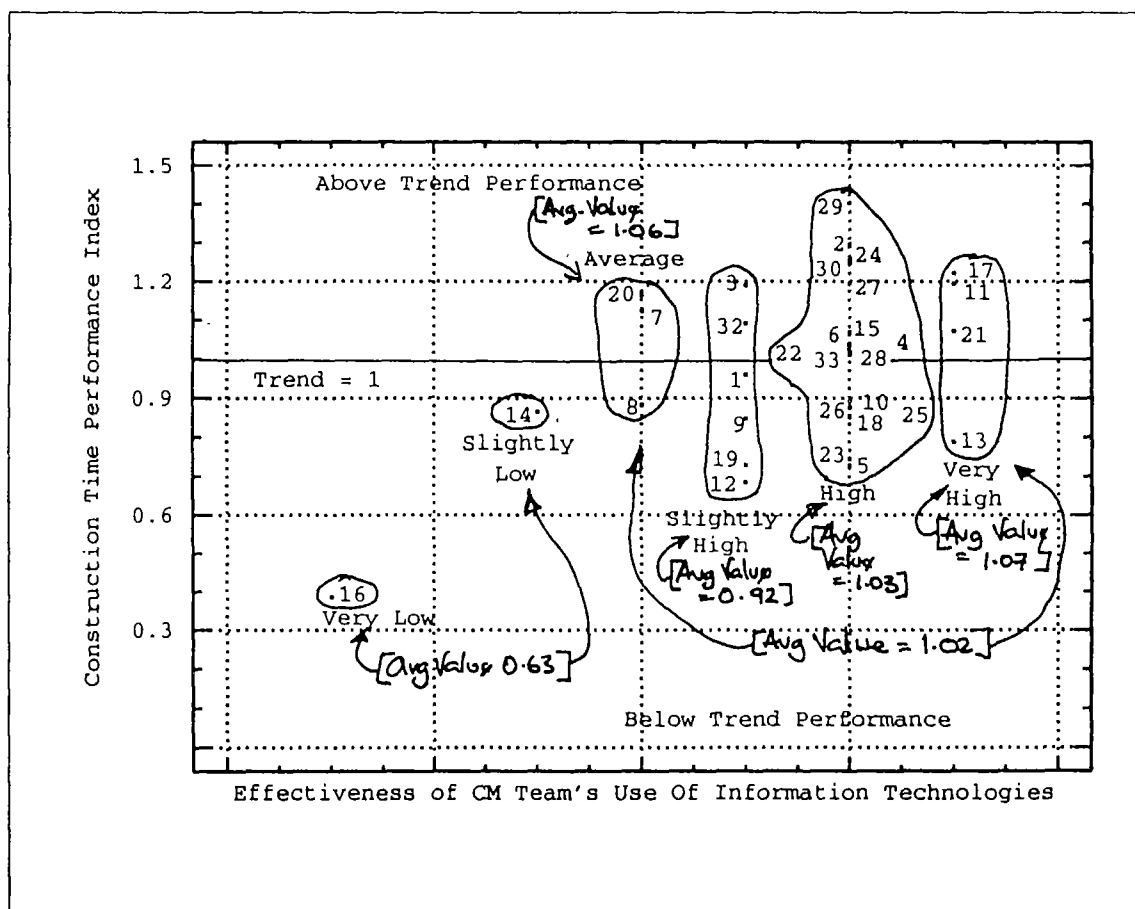 1.5
Above Trend Performance
[Avg. Value
= 1.06]
Average
29
2
24
30
17
1.2
20
3
27
11
7
32
6
15
21
4
22
33
28
Trend = 1
1
0.9
14
8
26
10
25
9
18
Slightly
Low
19
23
5
13
12
High
Very
High
0.6
Slightly
High
[Avg
Value
= 1.03]
[Avg Value
= 1.07]
[Avg Value
= 0.92]
.16
Very Low
0.3
[Avg Value 0.63]
[Avg Value = 1.02]
Below Trend Performance
Construction Time Performance Index
Effectiveness of CM Team's Use Of Information Technologies